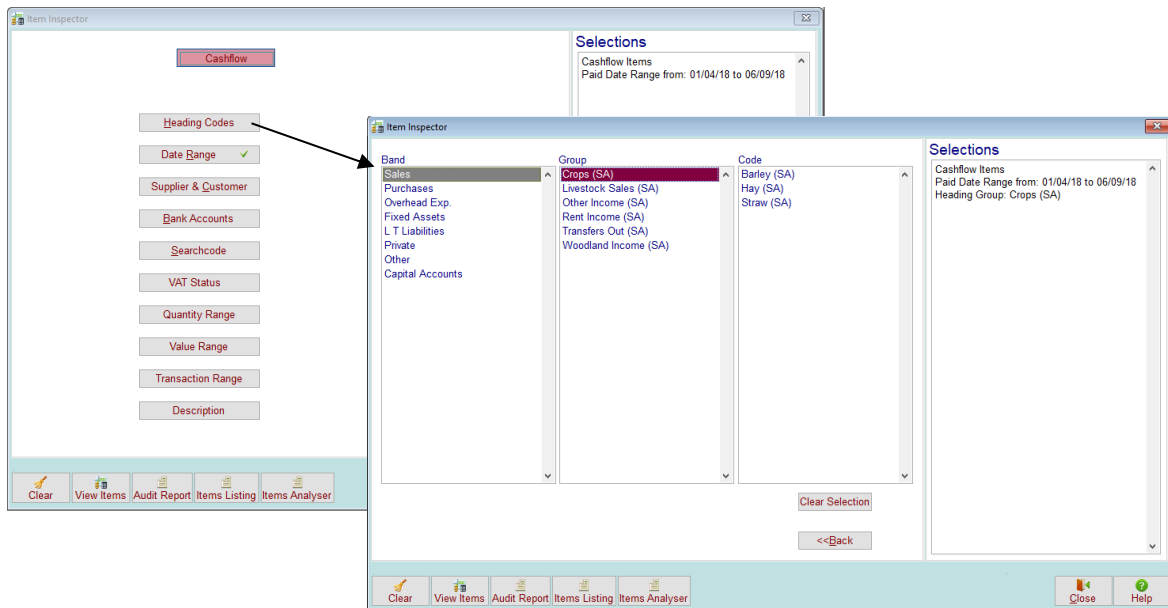 Item Inspector
Cashflow
Heading Codes
Date Range
Supplier & Customer
Bank Accounts
Searchcode
VAT Status
Quantity Range
Value Range
Transaction Range
Description
Selections
Cashflow Items
Paid Date Range from: 01/04/18 to 06/09/18
Clear
View Items
Audit Report
Items Listing
Items Analyser
Item Inspector
Band
Sales
Purchases
Overhead Exp.
Fixed Assets
L T Liabilities
Private
Other
Capital Accounts
Group
Crops (SA)
Livestock Sales (SA)
Other Income (SA)
Rent Income (SA)
Transfers Out (SA)
Woodland Income (SA)
Code
Barley (SA)
Hay (SA)
Straw (SA)
Clear Selection
<<Back
Selections
Cashflow Items
Paid Date Range from: 01/04/18 to 06/09/18
Heading Group: Crops (SA)
Clear
View Items
Audit Report
Items Listing
Items Analyser
Close
Help